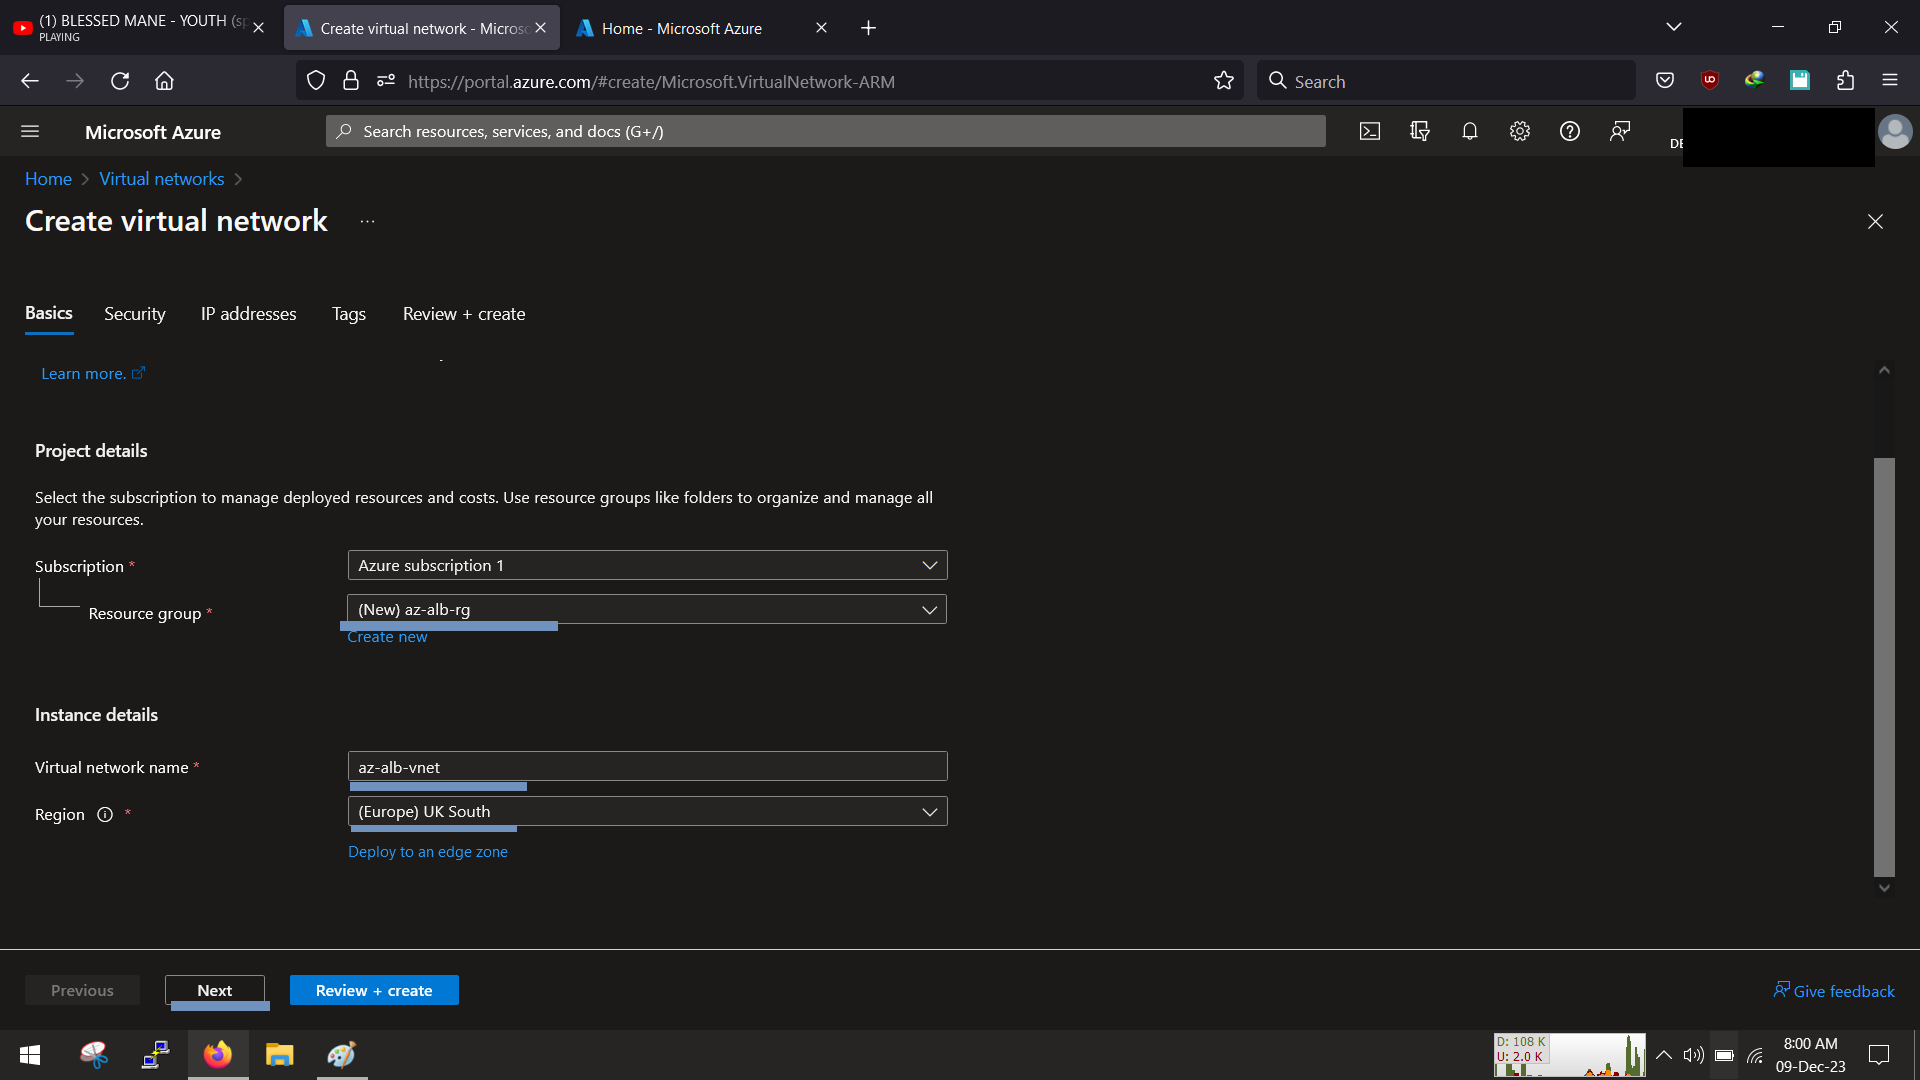 (1) BLESSED MANE - YOUTH (sp
PLAYING
Create virtual network - Microso
Home - Microsoft Azure
https://portal.azure.com/#create/Microsoft.VirtualNetwork-ARM
Search
Microsoft Azure
Search resources, services, and docs (G+/)
DE
Home > Virtual networks >
Create virtual network ...
Basics
Security
IP addresses
Tags
Review + create
Learn more.
Project details
Select the subscription to manage deployed resources and costs. Use resource groups like folders to organize and manage all
your resources.
Subscription *
Azure subscription 1
Resource group *
(New) az-alb-rg
Create new
Instance details
Virtual network name *
az-alb-vnet
Region *
(Europe) UK South
Deploy to an edge zone
Previous
Next
Review + create
Give feedback
D: 108 K
U: 2.0 K
8:00 AM
09-Dec-23